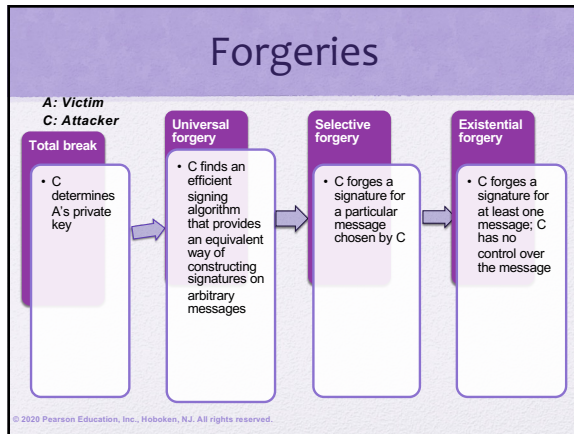 Forgeries
A: Victim
C: Attacker
Total break
• C
determines
A's private
key
Universal
forgery
• C finds an
efficient
signing
algorithm
that provides
an equivalent
way of
constructing
signatures on
arbitrary
messages
Selective
forgery
• C forges a
signature for
a particular
message
chosen by C
Existential
forgery
• C forges a
signature for
at least one
message; C
has no
control over
the message
© 2020 Pearson Education, Inc., Hoboken, NJ. All rights reserved.